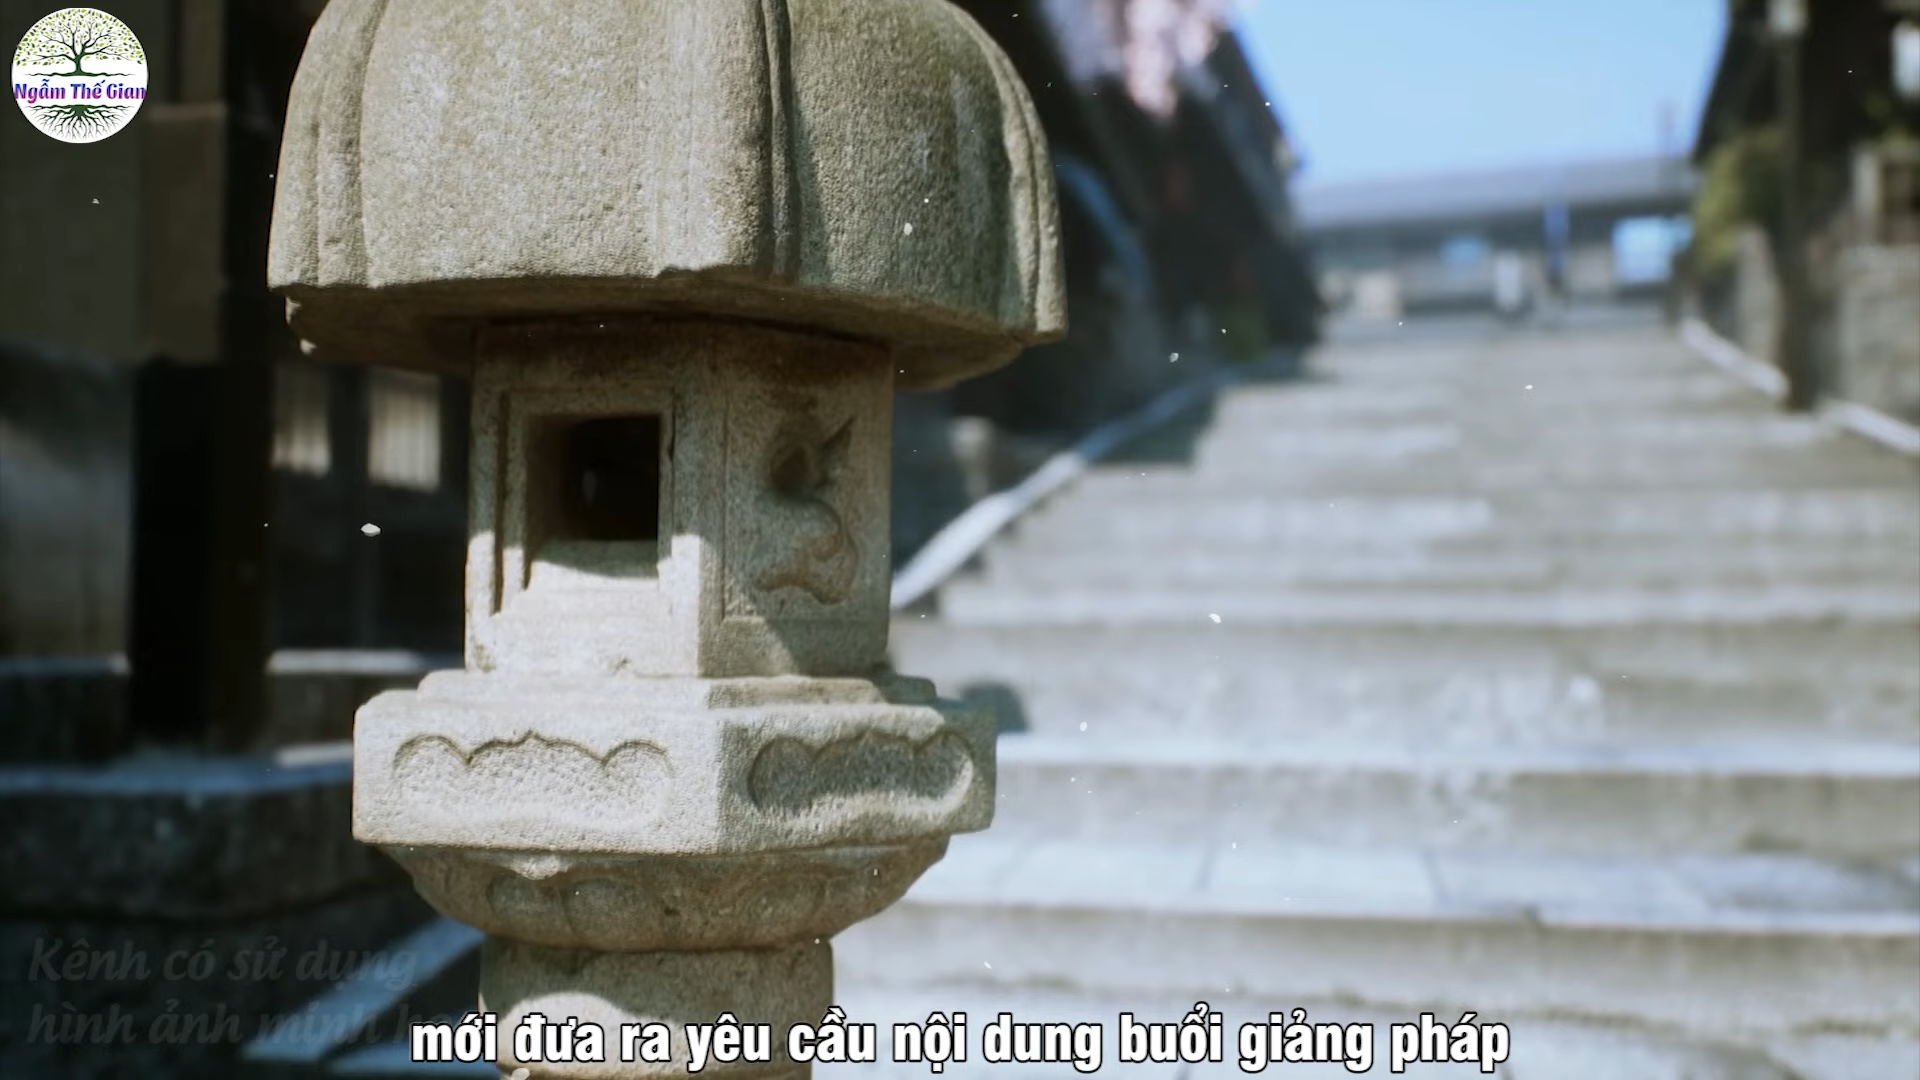 Ngẫm Thế Gian
Kênh có sử dụng
hình ảnh minh
mới đưa ra yêu cầu nội dung buổi giảng pháp